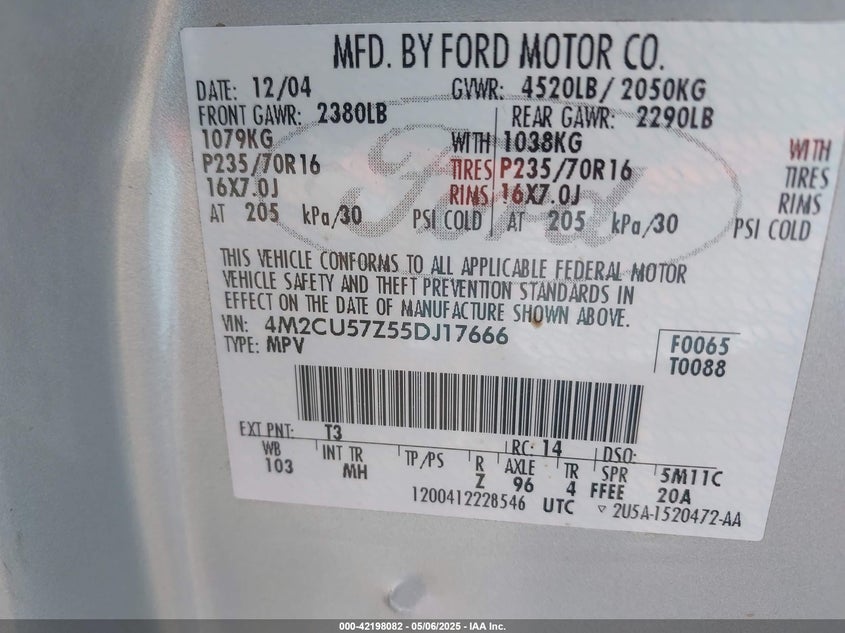 MFD. BY FORD MOTOR CO.
DATE: 12/04 GVWR: 4520LB/ 2050KG
FRONT GAWR: 2380LB REAR GAWR: 2290LB
1079KG WITH 1038KG WITH
P235/70R16 TIRES P235/70R16 TIRES
16X7.0J RIMS 16X7.0J RIMS
AT 205 kPa/30 PSI COLD AT 205 kPa/30 PSI COLD
Ford
THIS VEHICLE CONFORMS TO ALL APPLICABLE FEDERAL MOTOR
VEHICLE SAFETY AND THEFT PREVENTION STANDARDS IN
EFFECT ON THE DATE OF MANUFACTURE SHOWN ABOVE.
VIN: 4M2CU57Z55DJ17666
TYPE: MPV
F0065
T0088
EXT PNT: T3 RC: 14 DSO:
WB INT TR TP/PS R AXLE TR SPR 5M11C
103 MH Z 96 4 FFEE 20A
1200412228546 UTC ▽ 2U5A-1520472-AA
000-42198082 - 05/06/2025 - IAA Inc.